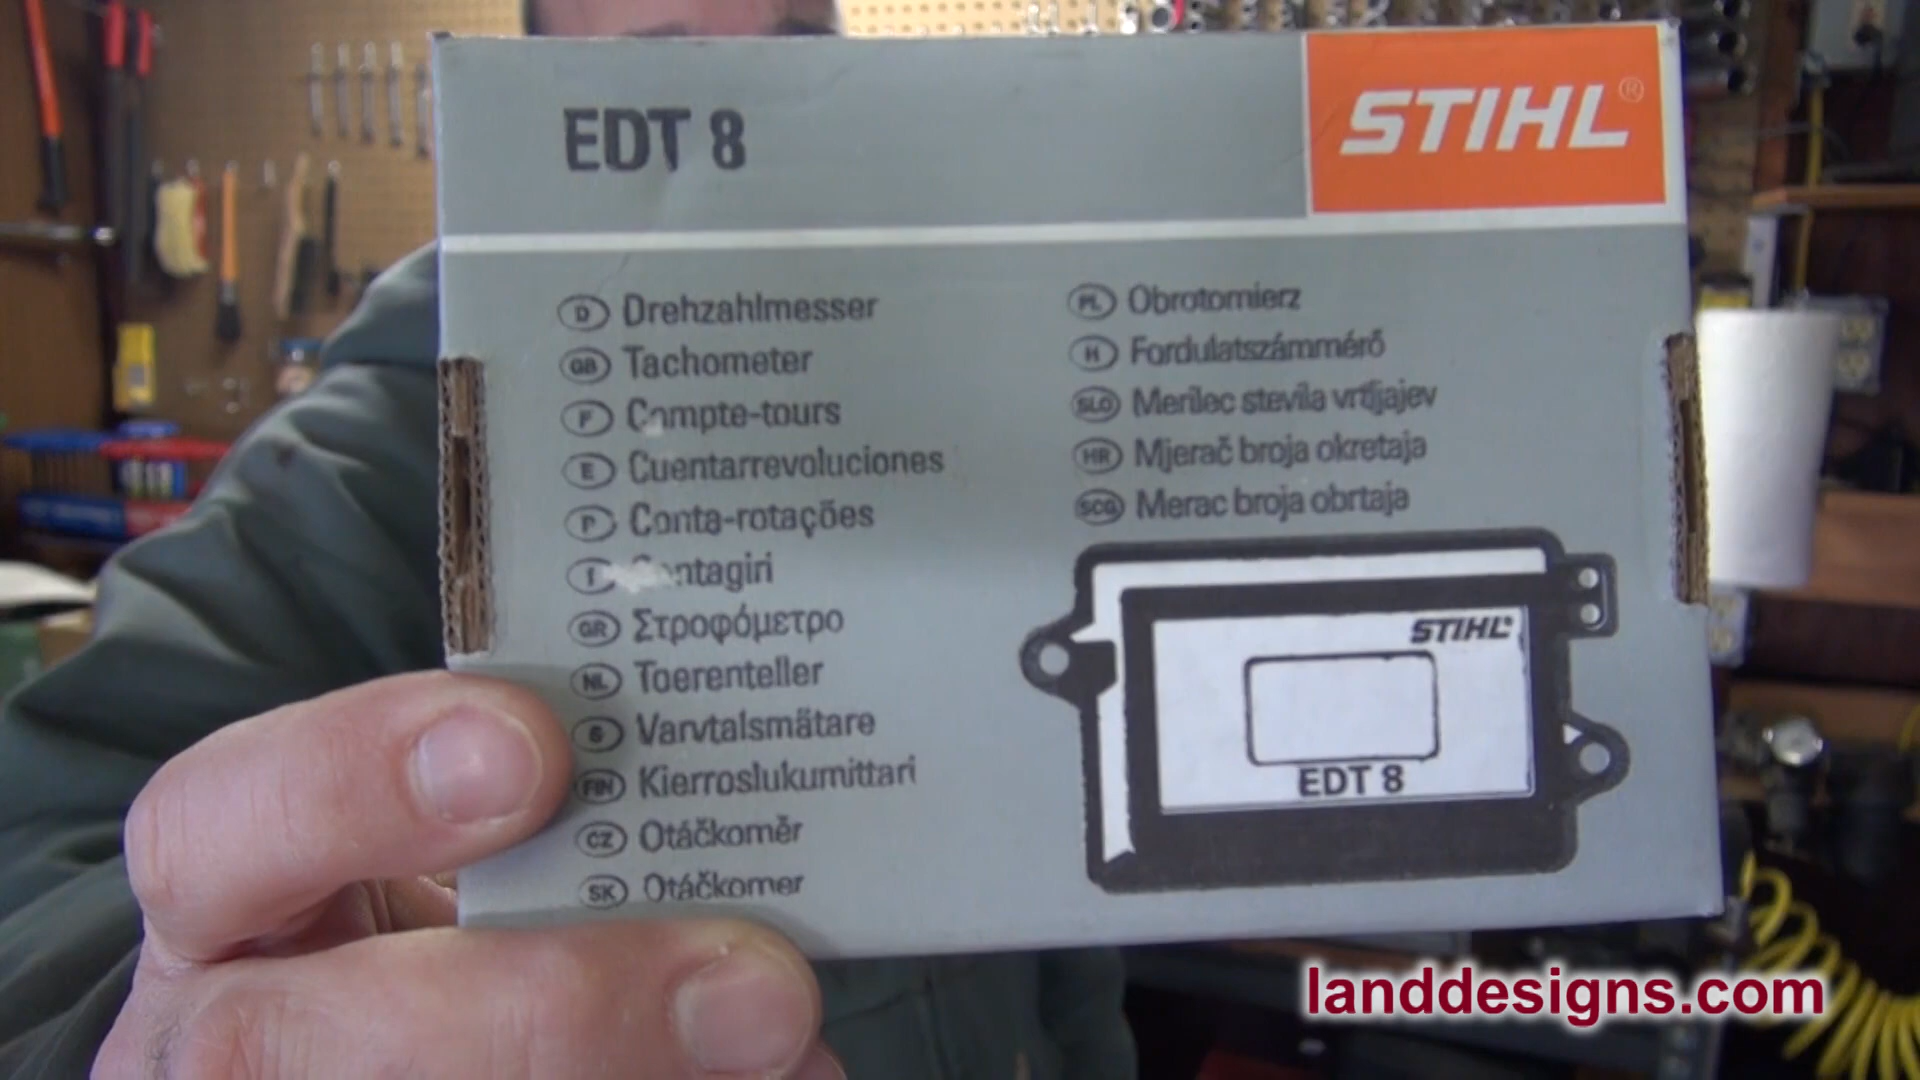 EDT 8
STIHL®
D Drehzahlmesser
GB Tachometer
F Compte-tours
E Cuentarrevoluciones
P Conta-rotações
I Contagiri
GR Στροφόμετρο
NL Toerenteller
S Varvtalsmätare
FIN Kierroslukumittari
CZ Otáčkoměr
SK Otáčkomer
PL Obrotomierz
H Fordulatszámmérő
SLO Merilec stevila vrtljajev
HR Mjerač broja okretaja
SCG Merac broja obrtaja
STIHL®
EDT 8
landdesigns.com